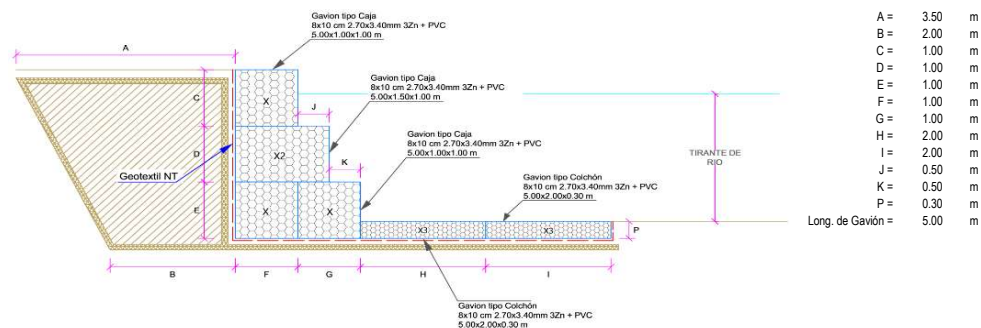 Gavion tipo Caja
8x10 cm 2.70x3.40mm 3Zn + PVC
5.00x1.00x1.00 m
A
Gavion tipo Caja
8x10 cm 2.70x3.40mm 3Zn + PVC
5.00x1.50x1.00 m
C
X
J
Gavion tipo Caja
8x10 cm 2.70x3.40mm 3Zn + PVC
5.00x1.00x1.00 m
D
X2
K
TIRANTE DE
RIO
Geotextil NT
Gavion tipo Colchón
8x10 cm 2.70x3.40mm 3Zn + PVC
5.00x2.00x0.30 m
E
X
X
X3
X3
P
B
F
G
H
I
Gavion tipo Colchón
8x10 cm 2.70x3.40mm 3Zn + PVC
5.00x2.00x0.30 m
A = 3.50 m
B = 2.00 m
C = 1.00 m
D = 1.00 m
E = 1.00 m
F = 1.00 m
G = 1.00 m
H = 2.00 m
I = 2.00 m
J = 0.50 m
K = 0.50 m
P = 0.30 m
Long. de Gavión = 5.00 m